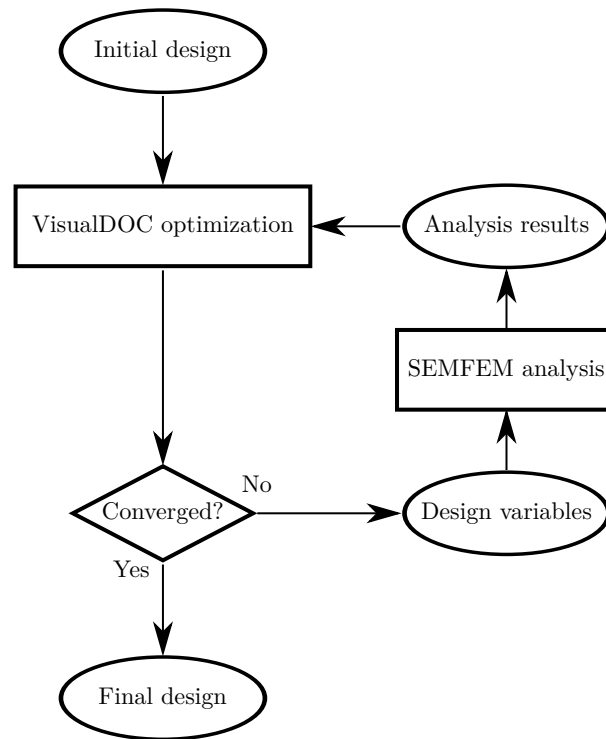 Initial design
VisualDOC optimization
Analysis results
SEMFEM analysis
No
Converged?
Design variables
Yes
Final design